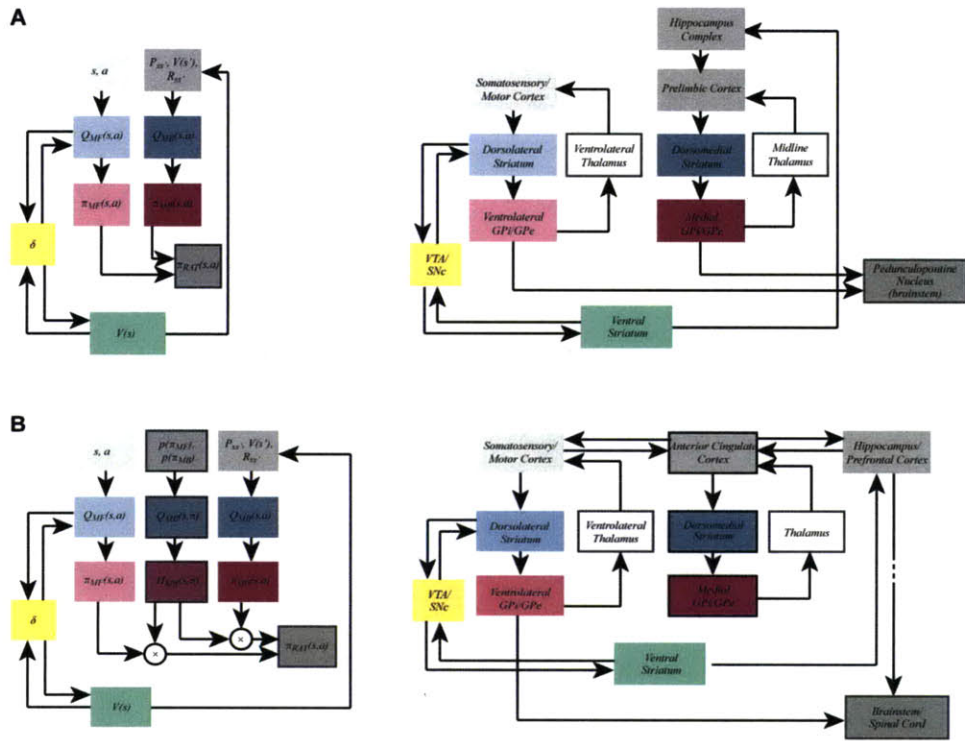 A
s, a
P_ss', V(s'),
R_ss'
Q_MF(s,a)
Q_MB(s,a)
π_MF(s,a)
π_MB(s,a)
δ
π_RAT(s,a)
V(s)
Hippocampus
Complex
Somatosensory/
Motor Cortex
Prelimbic Cortex
Dorsolateral
Striatum
Ventrolateral
Thalamus
Dorsomedial
Striatum
Midline
Thalamus
Ventrolateral
GPi/GPe
Medial
GPi/GPe
VTA/
SNc
Pedunculopontine
Nucleus
(brainstem)
Ventral
Striatum
B
s, a
p(π_MF),
p(π_MB)
P_ss', V(s'),
R_ss'
Q_MF(s,a)
Q_MB(s,a)
π_MF(s,a)
δ
×
×
π_RAT(s,a)
V(s)
Somatosensory/
Motor Cortex
Anterior Cingulate
Cortex
Hippocampus/
Prefrontal Cortex
Dorsolateral
Striatum
Ventrolateral
Thalamus
Dorsomedial
Striatum
Thalamus
VTA/
SNc
Ventrolateral
GPi/GPe
Medial
GPi/GPe
Ventral
Striatum
Brainstem/
Spinal Cord